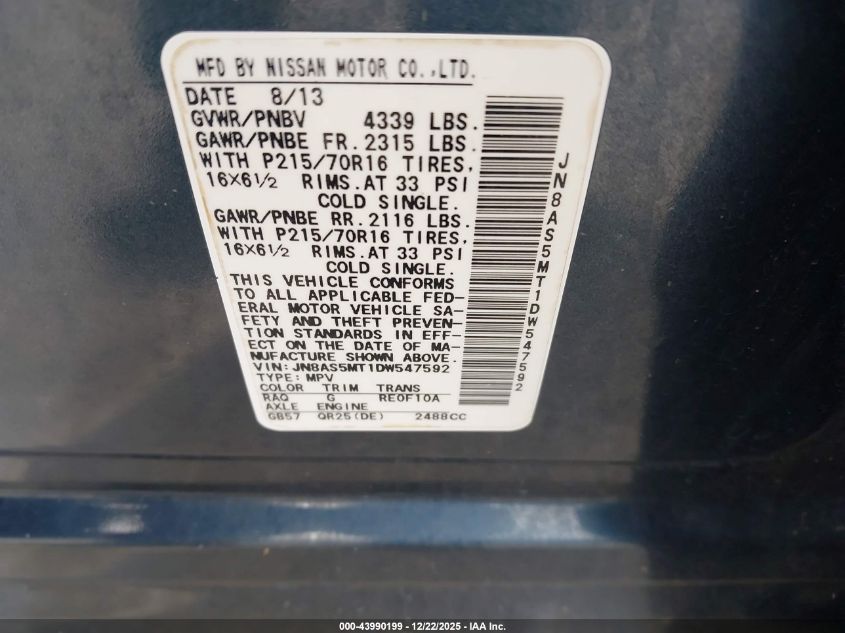 MFD BY NISSAN MOTOR CO.,LTD.
DATE 8/13
GVWR/PNBV 4339 LBS.
GAWR/PNBE FR.2315 LBS.
WITH P215/70R16 TIRES,
16X6½ RIMS.AT 33 PSI
COLD SINGLE.
GAWR/PNBE RR.2116 LBS.
WITH P215/70R16 TIRES,
16X6½ RIMS.AT 33 PSI
COLD SINGLE.
THIS VEHICLE CONFORMS
TO ALL APPLICABLE FED-
ERAL MOTOR VEHICLE SA-
FETY AND THEFT PREVEN-
TION STANDARDS IN EFF-
ECT ON THE DATE OF MA-
NUFACTURE SHOWN ABOVE.
VIN: JN8AS5MT1DW547592
TYPE: MPV
COLOR TRIM TRANS
RAQ G RE0F10A
AXLE ENGINE
GB57 QR25(DE) 2488CC
JN8AS5MT1DW547592
000-43990199 - 12/22/2025 - IAA Inc.